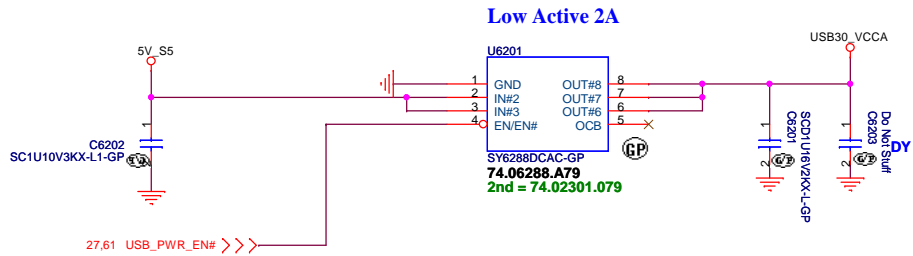 Low Active 2A
U6201
USB30_VCCA
5V_S5
1 GND OUT#8 8
2 IN#2 OUT#7 7
3 IN#3 OUT#6 6
4 EN/EN# OCB 5
SY6288DCAC-GP
74.06288.A79
2nd = 74.02301.079
GP
1
2
C6202
SC1U10V3KX-L1-GP
1
2
C6201
SCD1U16V2KX-L-GP
1
2
C6203
Do Not Stuff
DY
27,61 USB_PWR_EN#